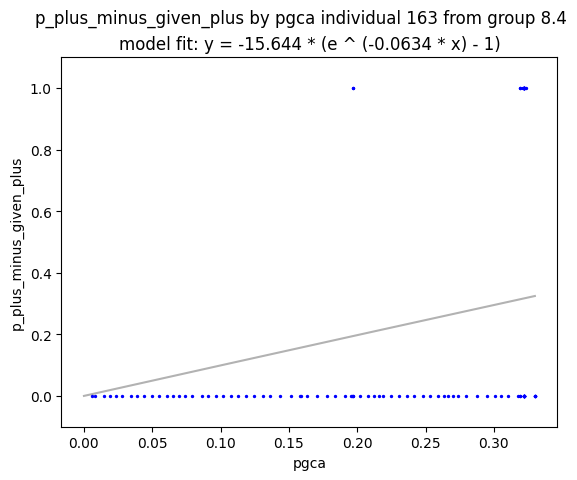 p_plus_minus_given_plus by pgca individual 163 from group 8.4
model fit: y = -15.644 * (e ^ (-0.0634 * x) - 1)
1.0
0.8
0.6
0.4
0.2
0.0
p_plus_minus_given_plus
0.00 0.05 0.10 0.15 0.20 0.25 0.30
pgca